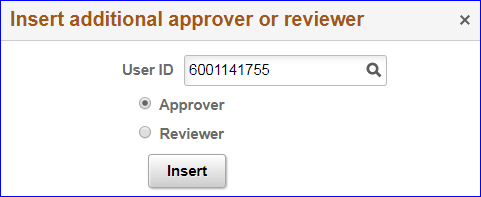 Insert additional approver or reviewer ×
User ID 6001141755
Approver
Reviewer
Insert